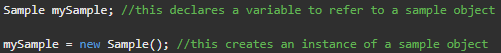 Sample mySample; //this declares a variable to refer to a sample object
mySample = new Sample(); //this creates an instance of a sample object